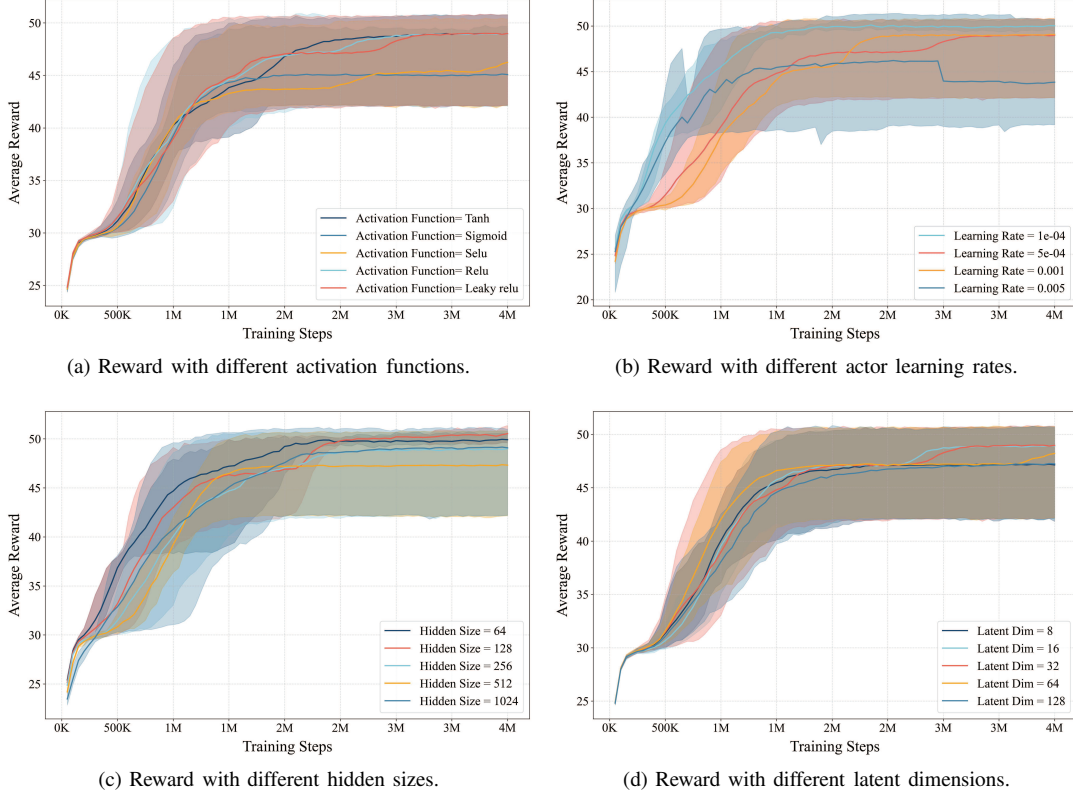 50
45
40
35
30
25
Average Reward
Activation Function= Tanh
Activation Function= Sigmoid
Activation Function= Selu
Activation Function= Relu
Activation Function= Leaky relu
0K 500K 1M 1M 2M 2M 3M 3M 4M
Training Steps
(a) Reward with different activation functions.
50
45
40
35
30
25
20
Average Reward
Learning Rate = 1e-04
Learning Rate = 5e-04
Learning Rate = 0.001
Learning Rate = 0.005
0K 500K 1M 1M 2M 2M 3M 3M 4M
Training Steps
(b) Reward with different actor learning rates.
50
45
40
35
30
25
Average Reward
Hidden Size = 64
Hidden Size = 128
Hidden Size = 256
Hidden Size = 512
Hidden Size = 1024
0K 500K 1M 1M 2M 2M 3M 3M 4M
Training Steps
(c) Reward with different hidden sizes.
50
45
40
35
30
25
Average Reward
Latent Dim = 8
Latent Dim = 16
Latent Dim = 32
Latent Dim = 64
Latent Dim = 128
0K 500K 1M 1M 2M 2M 3M 3M 4M
Training Steps
(d) Reward with different latent dimensions.